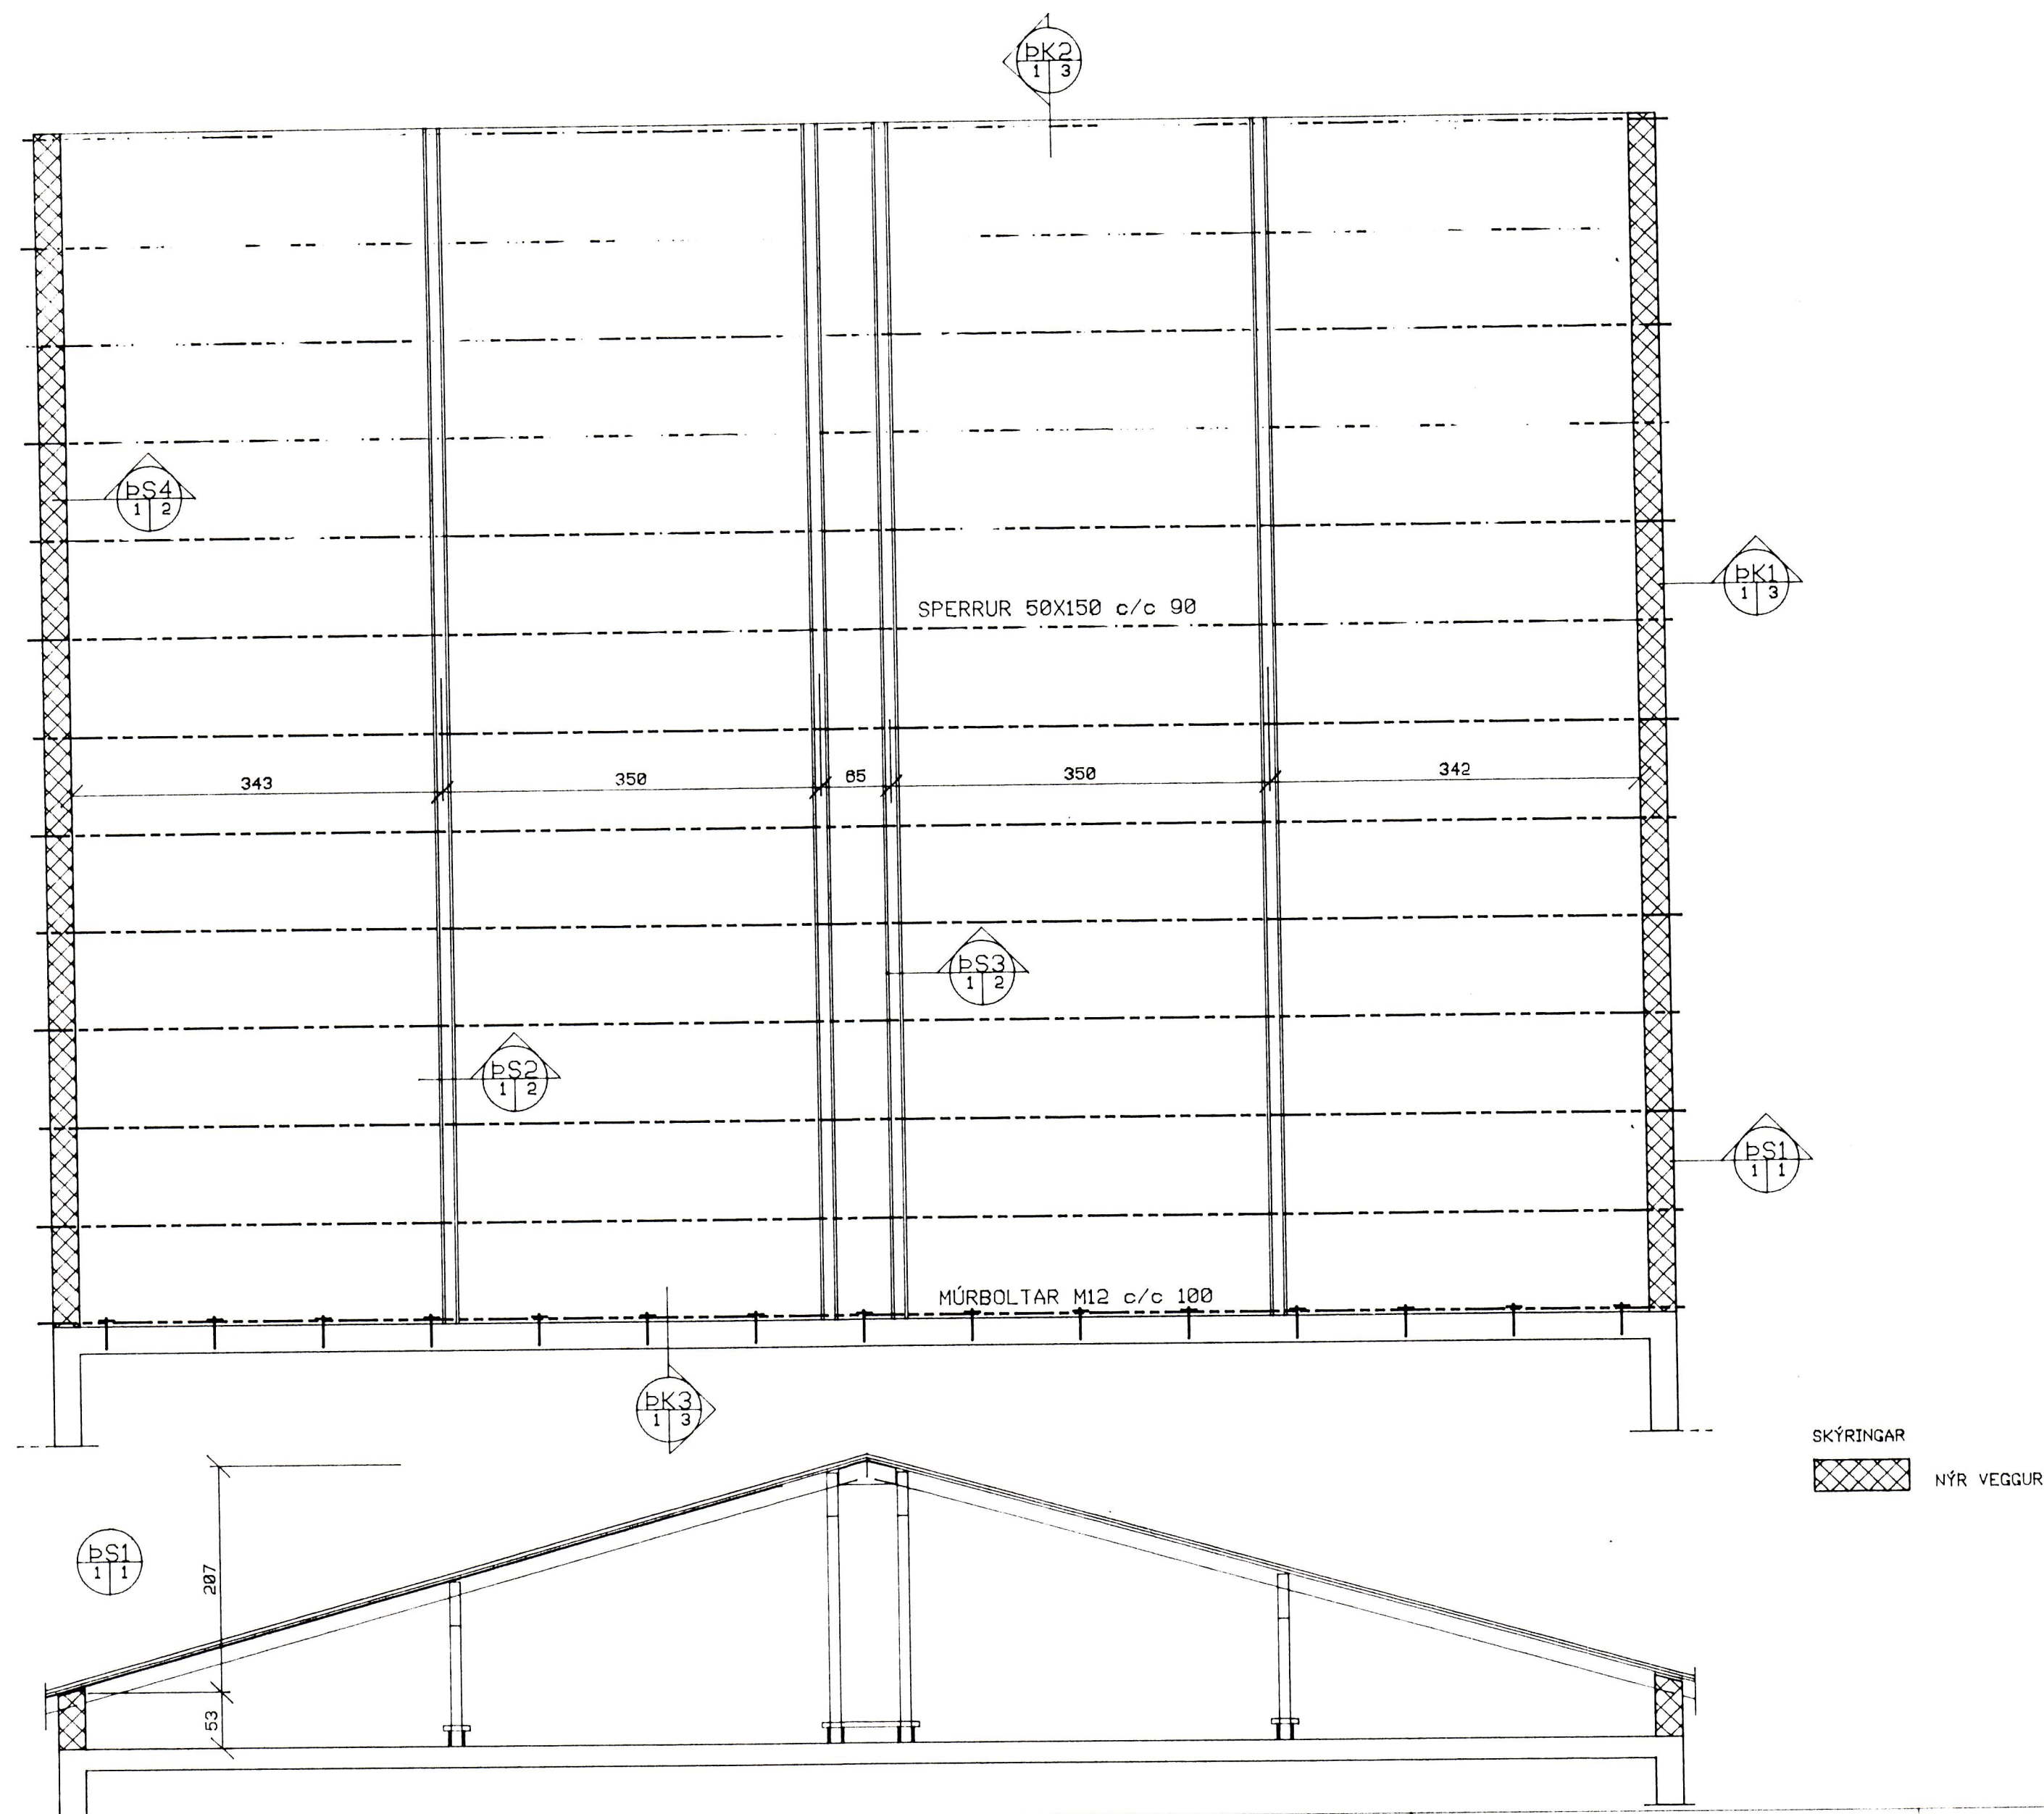 ÞK2
1 3
ÞS4
1 2
ÞK1
1 3
SPERRUR 50X150 c/c 90
343
350
65
350
342
ÞS3
1 2
ÞS2
1 2
ÞS1
1 1
MÚRBOLTAR M12 c/c 100
ÞK3
1 3
SKÝRINGAR
NÝR VEGGUR
ÞS1
1 1
207
53